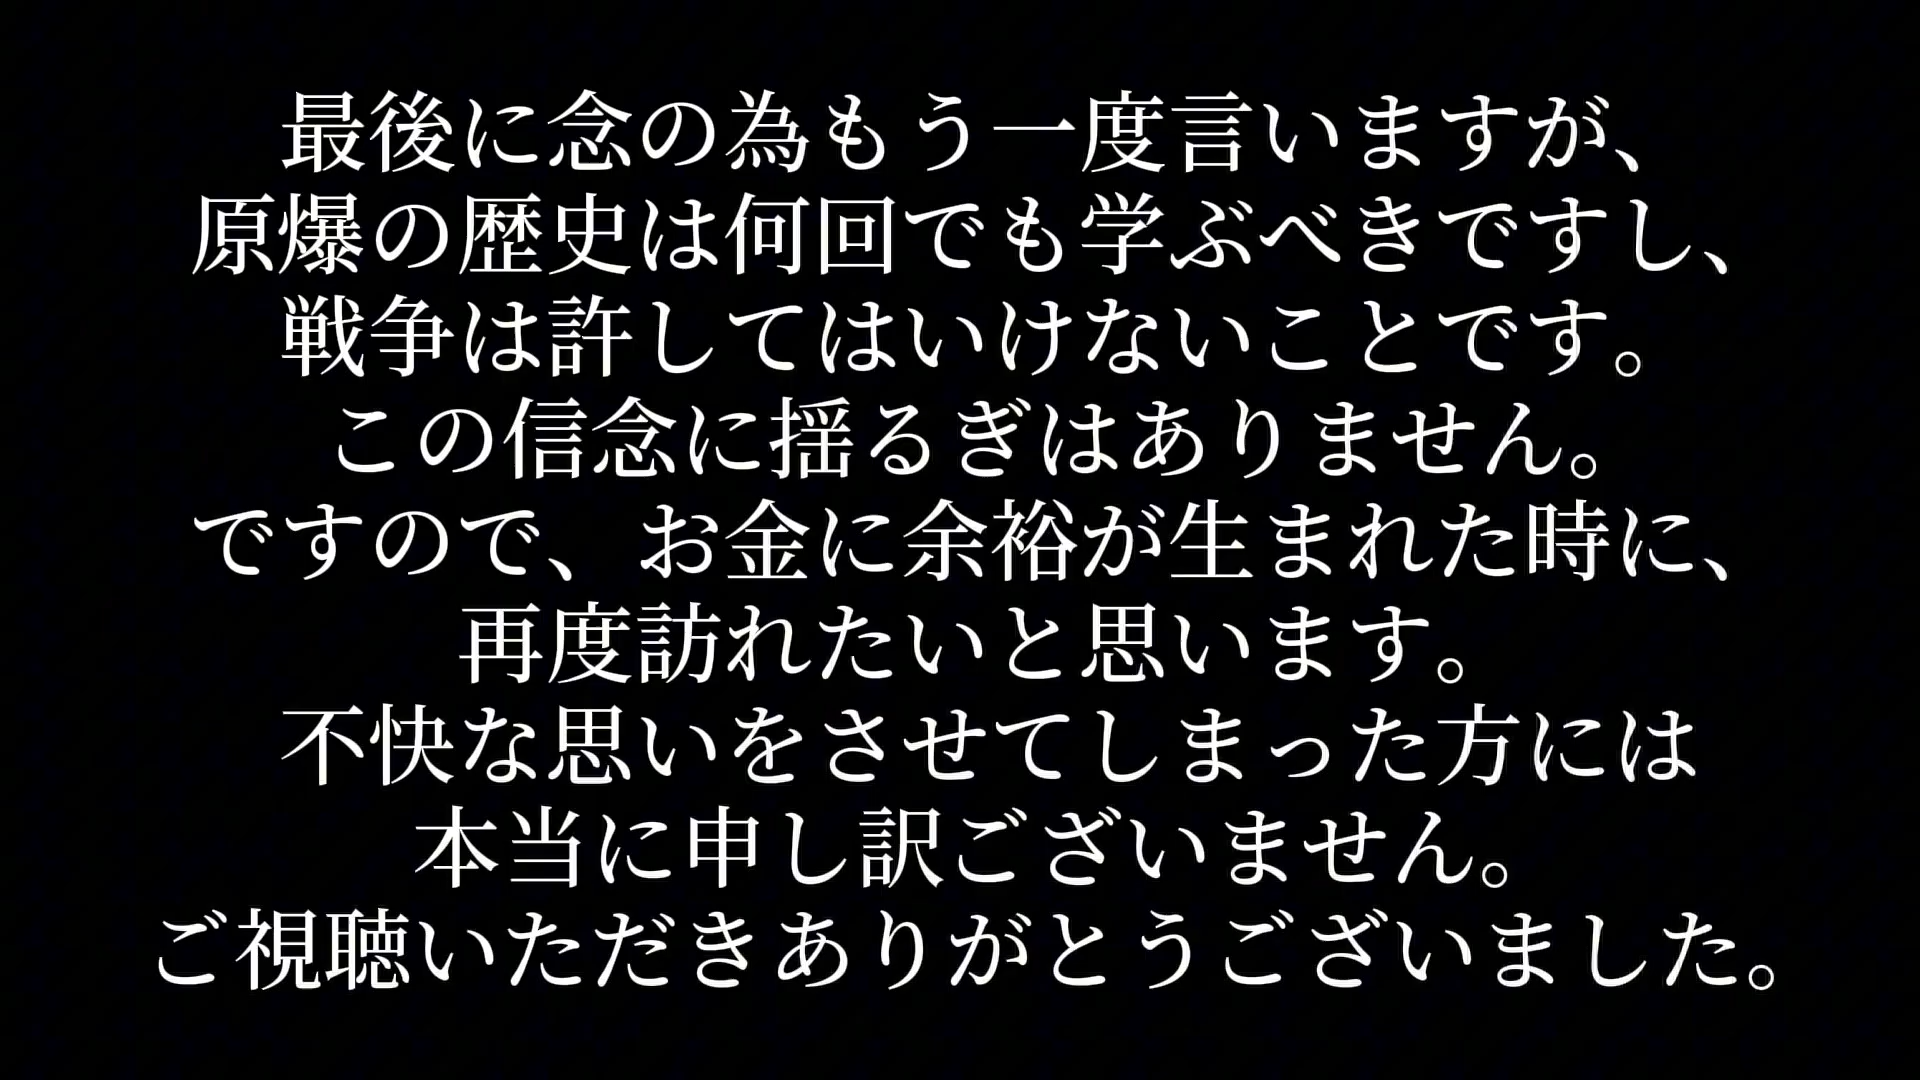 最後に念の為もう一度言いますが、
原爆の歴史は何回でも学ぶべきですし、
戦争は許してはいけないことです。
この信念に揺るぎはありません。
ですので、お金に余裕が生まれた時に、
再度訪れたいと思います。
不快な思いをさせてしまった方には
本当に申し訳ございません。
ご視聴いただきありがとうございました。